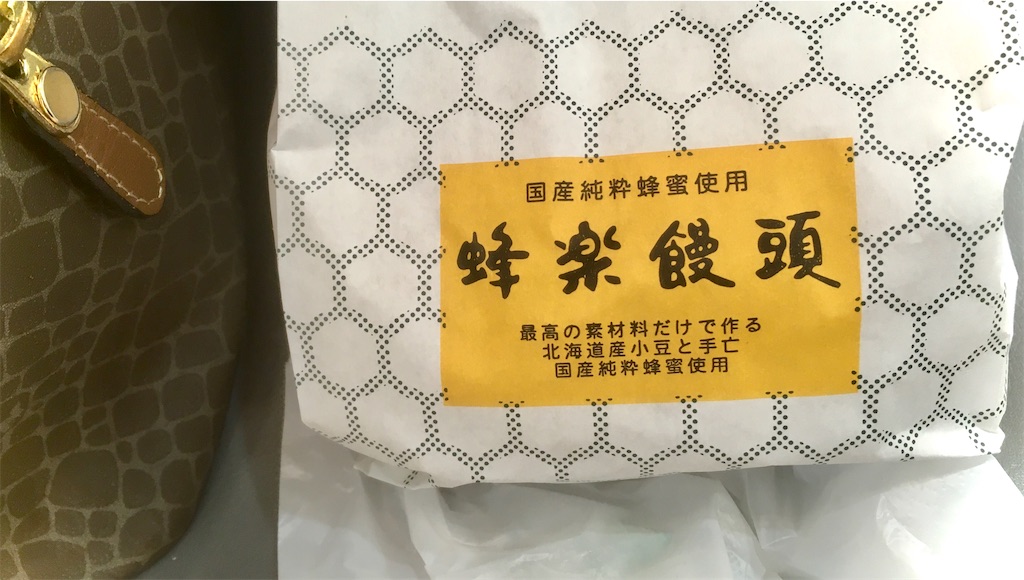 国産純粋蜂蜜使用
蜂楽饅頭
最高の素材料だけで作る
北海道産小豆と手亡
国産純粋蜂蜜使用